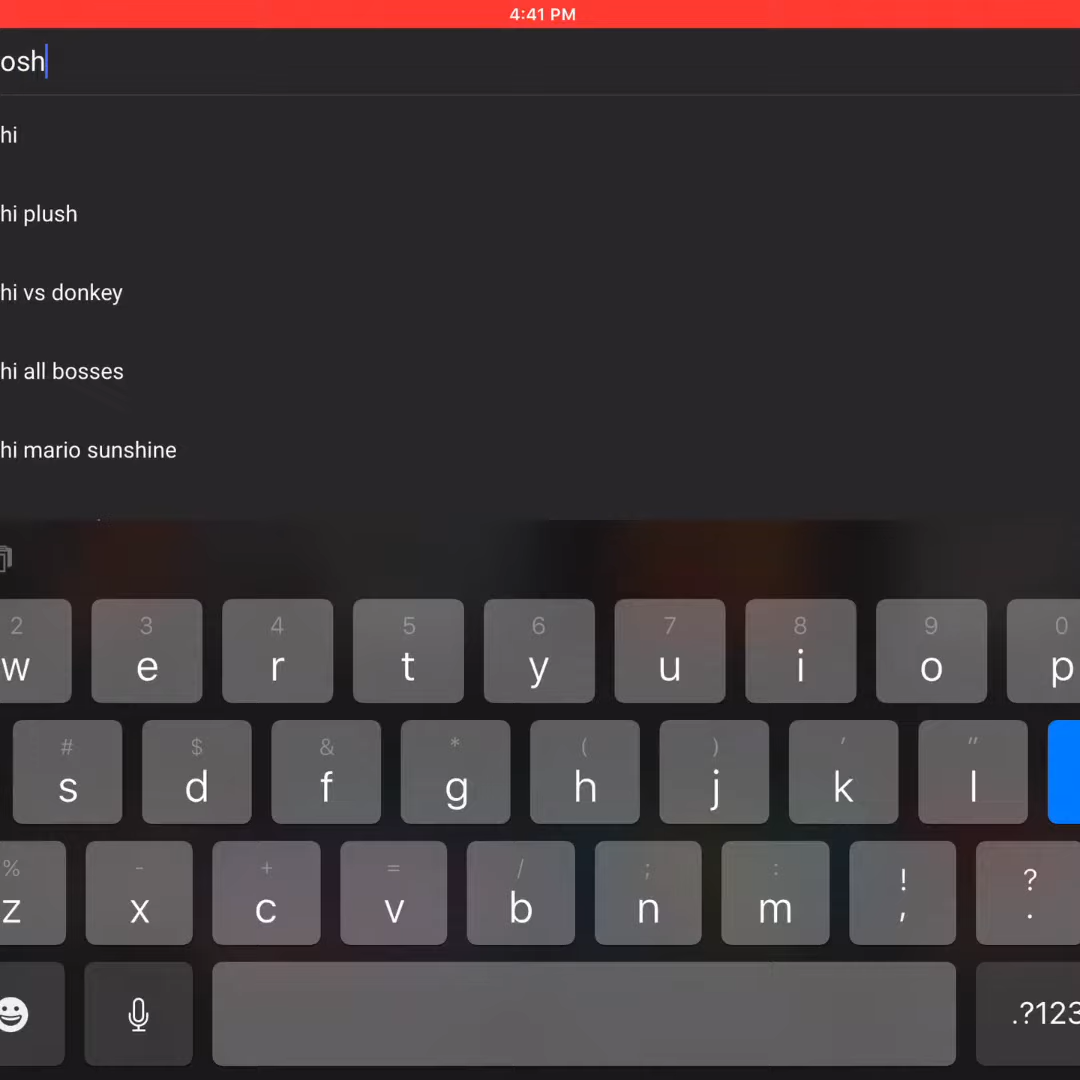 4:41 PM
osh
hi
hi plush
hi vs donkey
hi all bosses
hi mario sunshine
2 3 4 5 6 7 8 9 0
w e r t y u i o p
# $ & * ( ) ' "
s d f g h j k l
% - + = / ; : ! ?
z x c v b n m , .
.?123